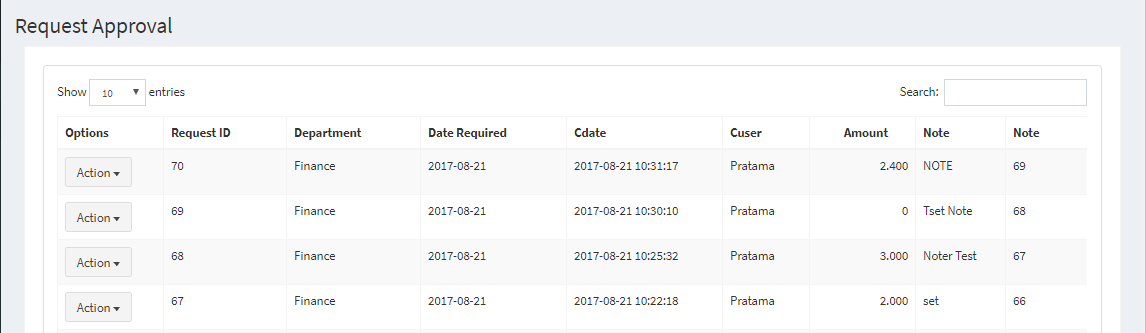 Request Approval
Show 10 entries Search:
Options Request ID Department Date Required Cdate Cuser Amount Note Note
Action 70 Finance 2017-08-21 2017-08-21 10:31:17 Pratama 2.400 NOTE 69
Action 69 Finance 2017-08-21 2017-08-21 10:30:10 Pratama 0 Tset Note 68
Action 68 Finance 2017-08-21 2017-08-21 10:25:32 Pratama 3.000 Noter Test 67
Action 67 Finance 2017-08-21 2017-08-21 10:22:18 Pratama 2.000 set 66